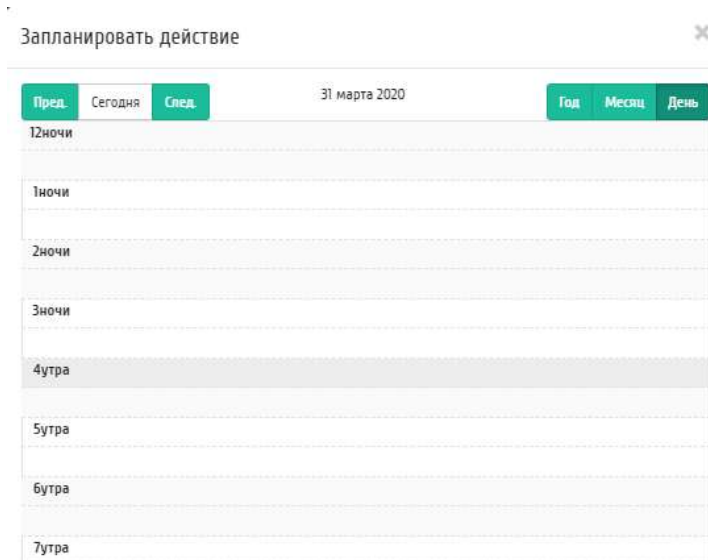 Запланировать действие
Пред. Сегодня След. 31 марта 2020 Год Месяц День
12ночи
1ночи
2ночи
3ночи
4утра
5утра
6утра
7утра